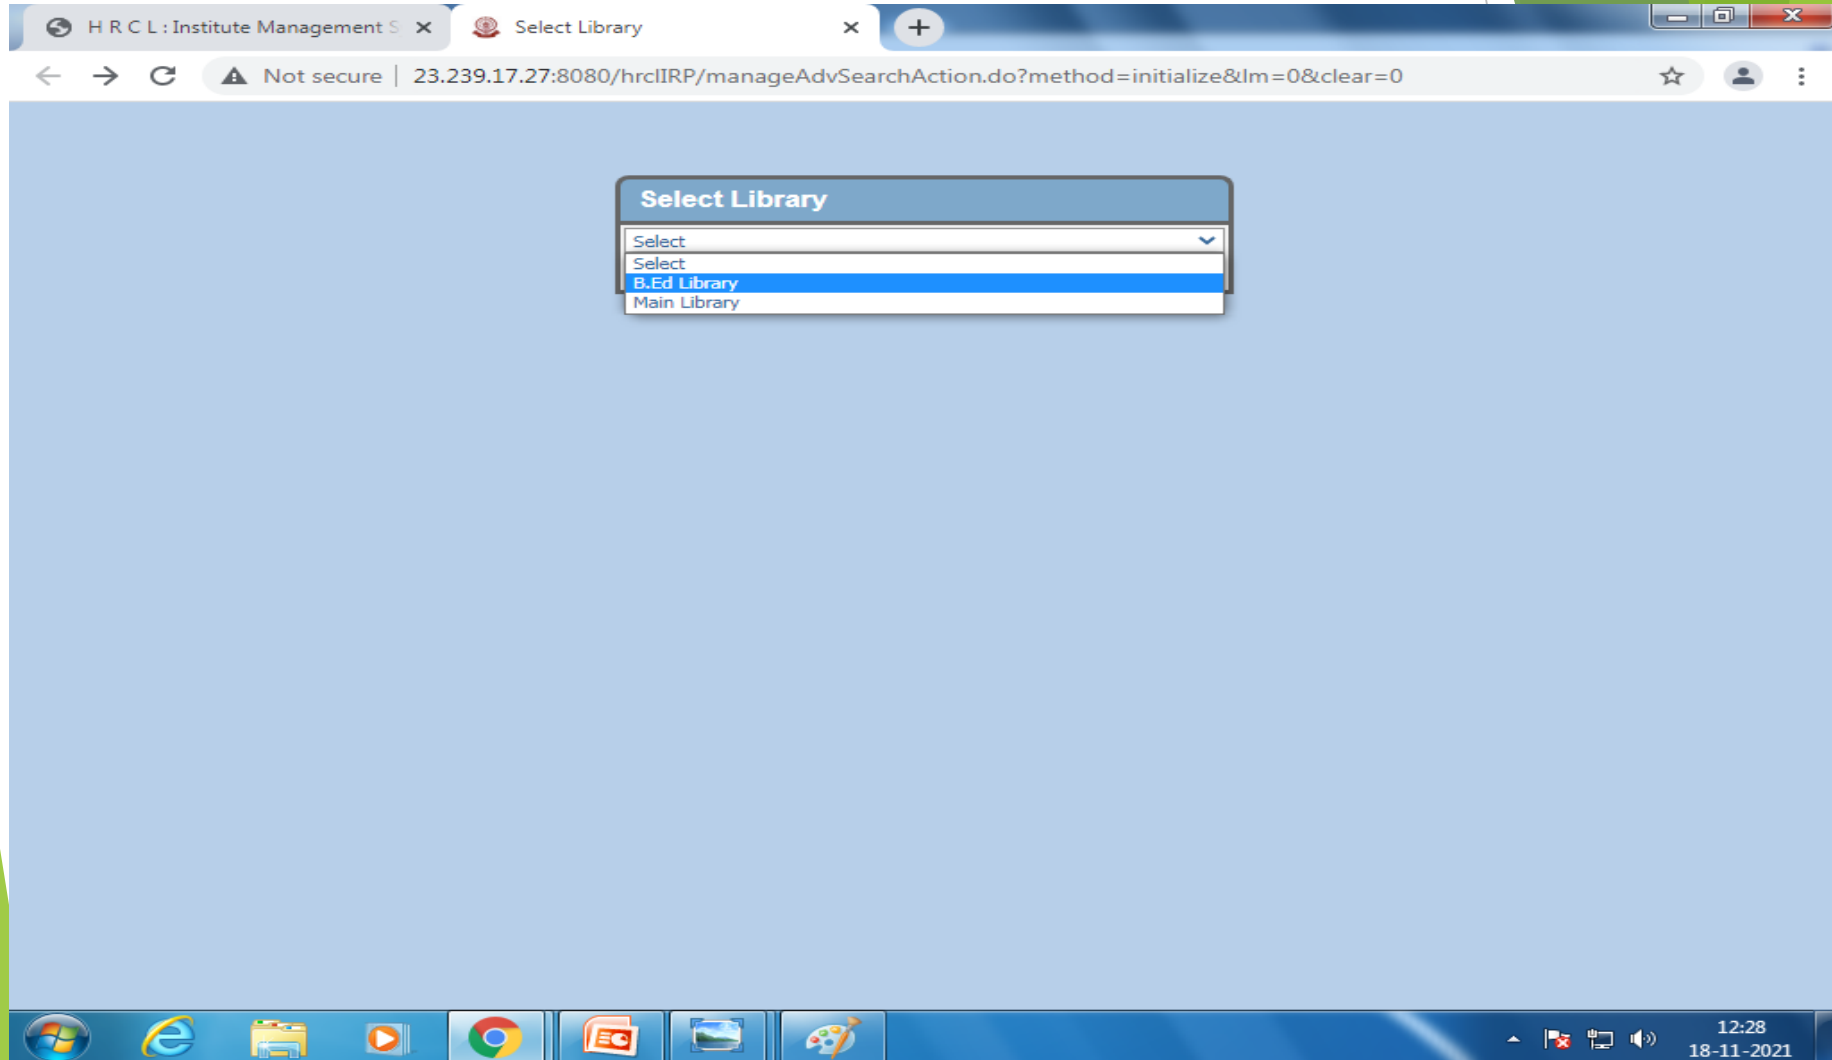 H R C L : Institute Management S
Select Library
Not secure | 23.239.17.27:8080/hrclIRP/manageAdvSearchAction.do?method=initialize&lm=0&clear=0
Select Library
Select
Select
B.Ed Library
Main Library
12:28
18-11-2021